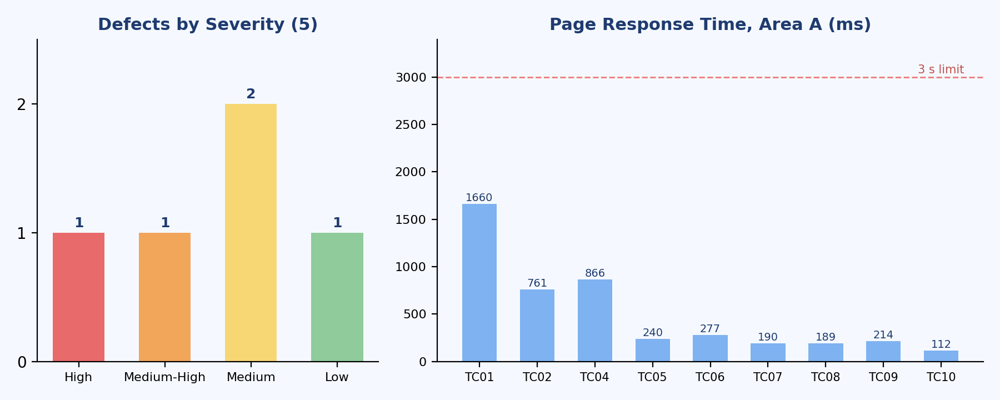 Defects by Severity (5)
2
1
0
1
1
2
1
High
Medium-High
Medium
Low
Page Response Time, Area A (ms)
3000
2500
2000
1500
1000
500
0
3 s limit
1660
761
866
240
277
190
189
214
112
TC01
TC02
TC04
TC05
TC06
TC07
TC08
TC09
TC10